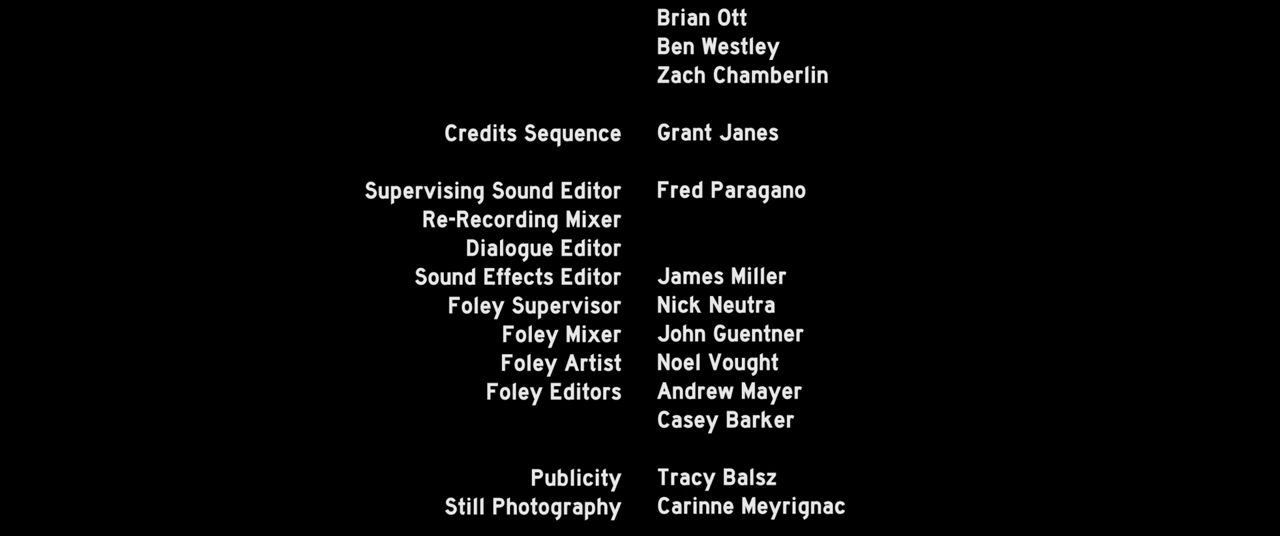 Brian Ott
Ben Westley
Zach Chamberlin
Credits Sequence Grant Janes
Supervising Sound Editor Fred Paragano
Re-Recording Mixer
Dialogue Editor
Sound Effects Editor James Miller
Foley Supervisor Nick Neutra
Foley Mixer John Guentner
Foley Artist Noel Vought
Foley Editors Andrew Mayer
Casey Barker
Publicity Tracy Balsz
Still Photography Carinne Meyrignac